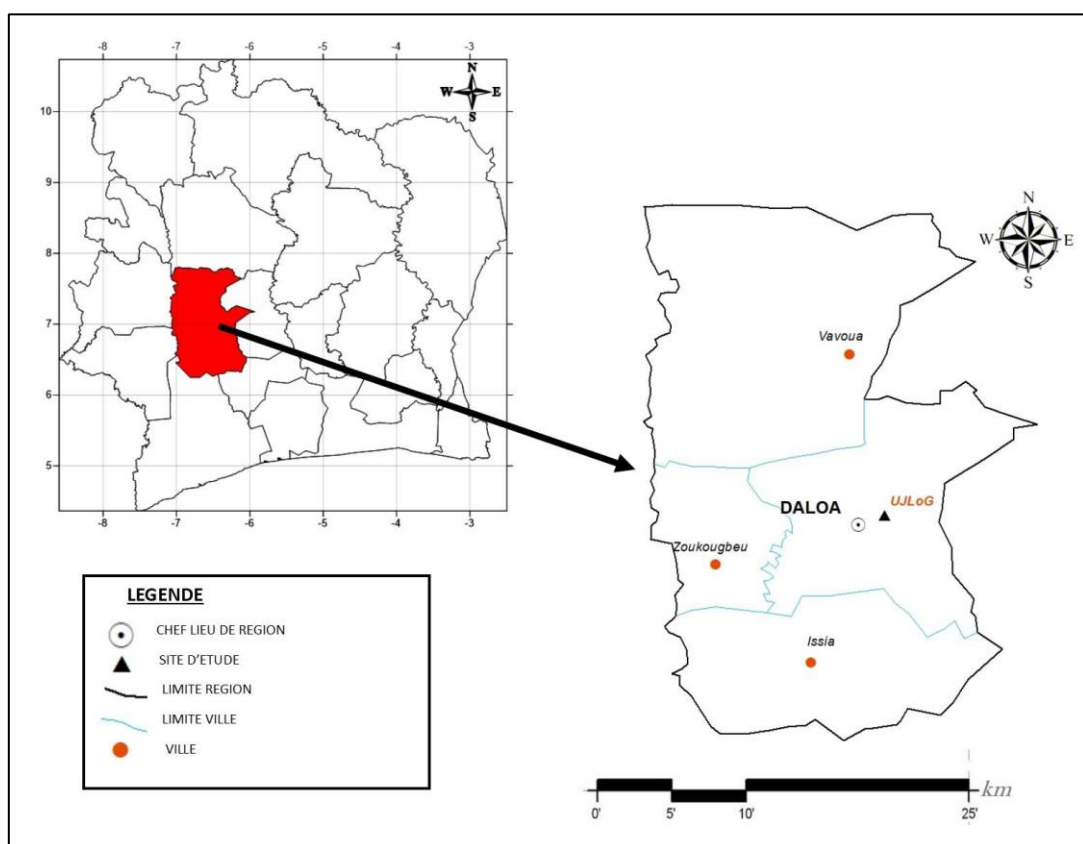 -8 -7 -6 -5 -4 -3
N
W E
S
10
9
8
7
6
5
-8 -7 -6 -5 -4 -3
N
W E
S
Vavoua
DALOA
UJLoG
Zoukougbeu
Issia
LEGENDE
CHEF LIEU DE REGION
SITE D'ETUDE
LIMITE REGION
LIMITE VILLE
VILLE
km
0' 5' 10' 25'